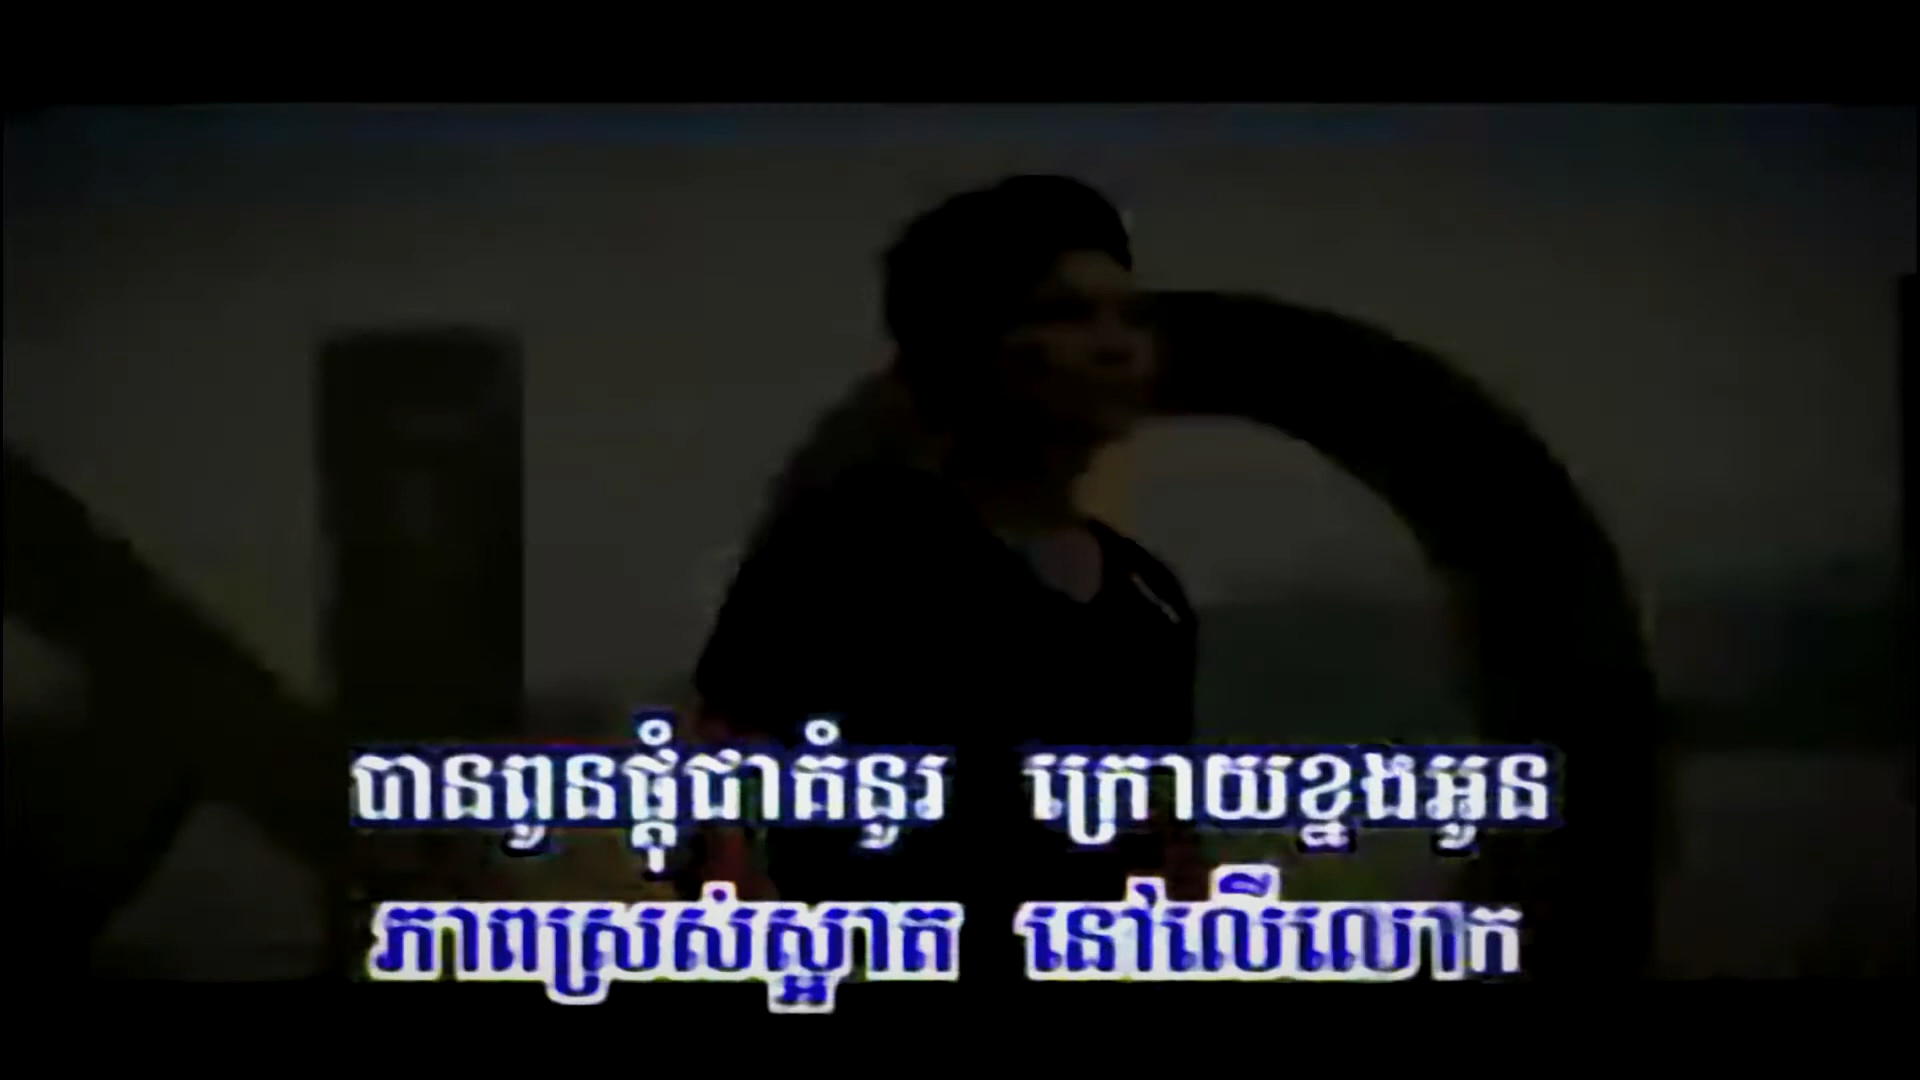 បានពូនផ្ដុំជាគំនូរ ក្រោយខ្នងអូន
ភាពស្រស់ស្អាត នៅលើលោក